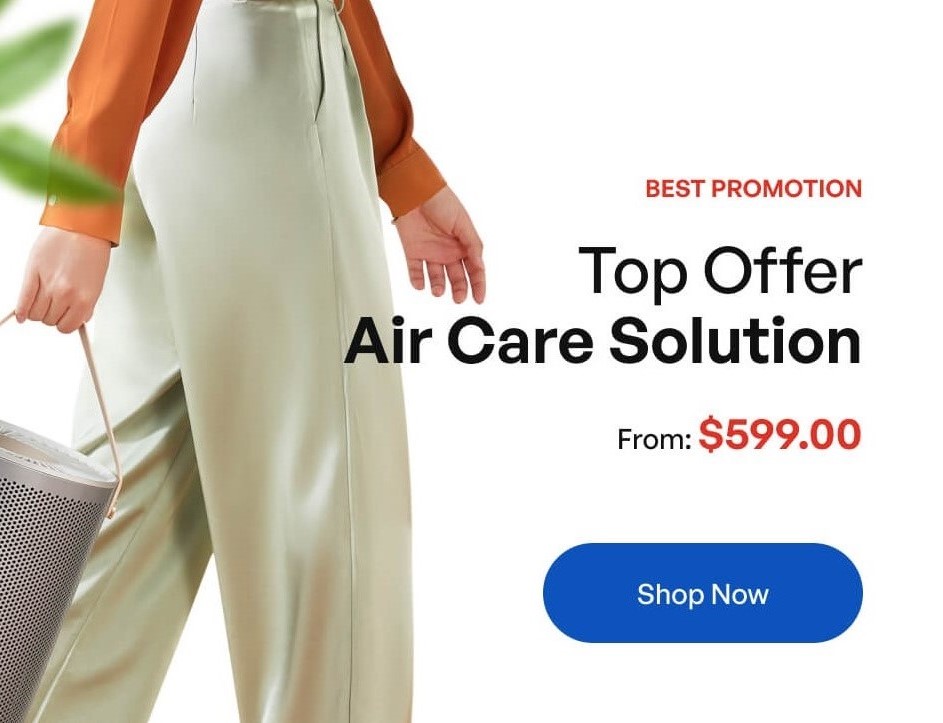 BEST PROMOTION
Top Offer
Air Care Solution
From: $599.00
Shop Now